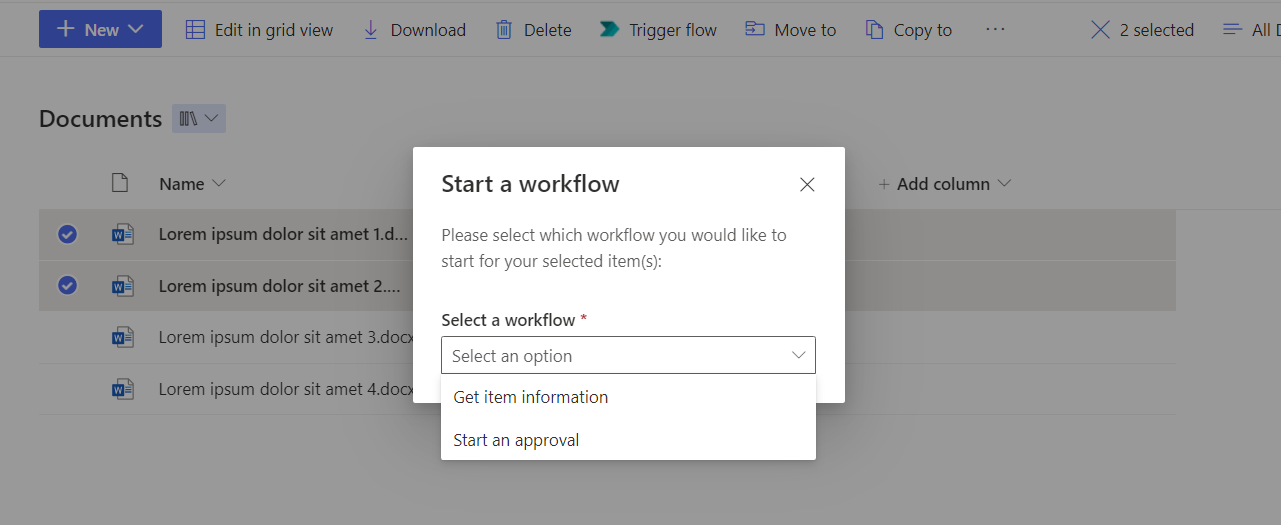 New Edit in grid view Download Delete Trigger flow Move to Copy to ··· 2 selected All
Documents
Name + Add column
Start a workflow
Please select which workflow you would like to
start for your selected item(s):
Lorem ipsum dolor sit amet 1.d...
Lorem ipsum dolor sit amet 2....
Lorem ipsum dolor sit amet 3.docx
Lorem ipsum dolor sit amet 4.docx
Select a workflow *
Select an option
Get item information
Start an approval